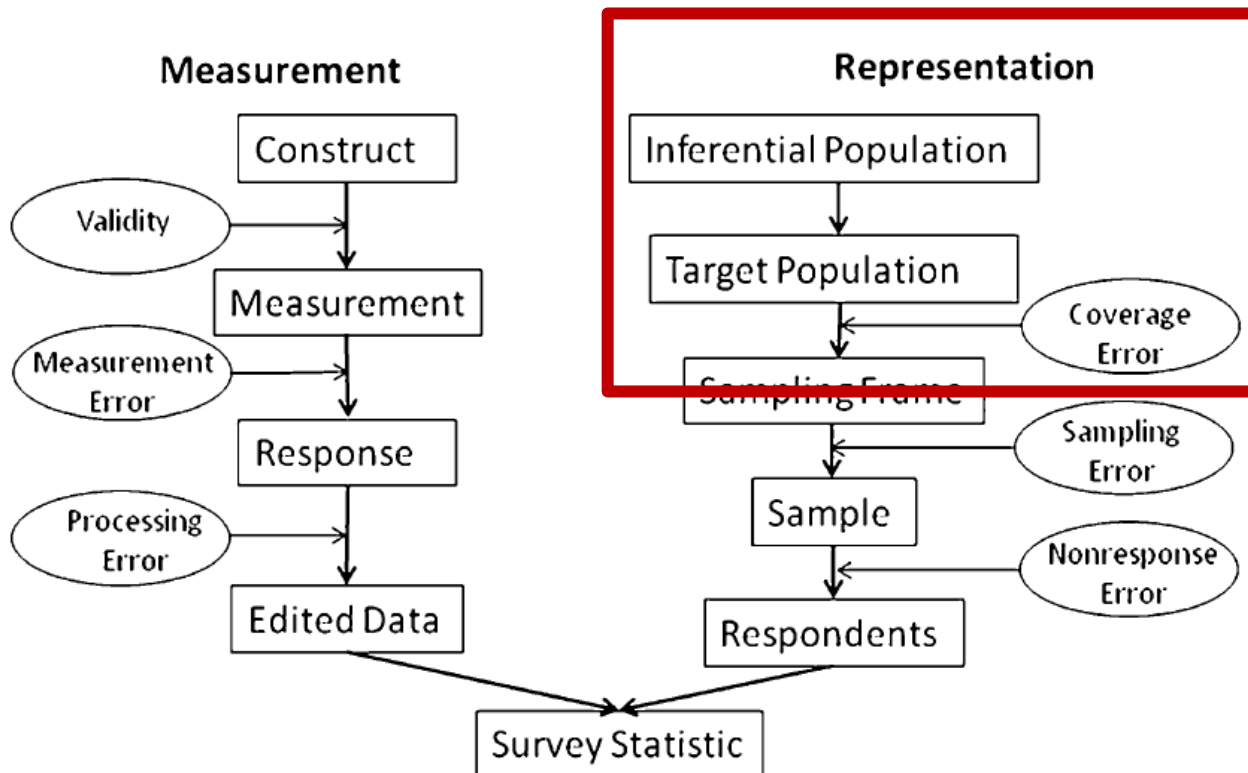 Measurement
Construct
Validity
Measurement
Measurement
Error
Response
Processing
Error
Edited Data
Representation
Inferential Population
Target Population
Coverage
Error
Sampling Frame
Sampling
Error
Sample
Nonresponse
Error
Respondents
Survey Statistic